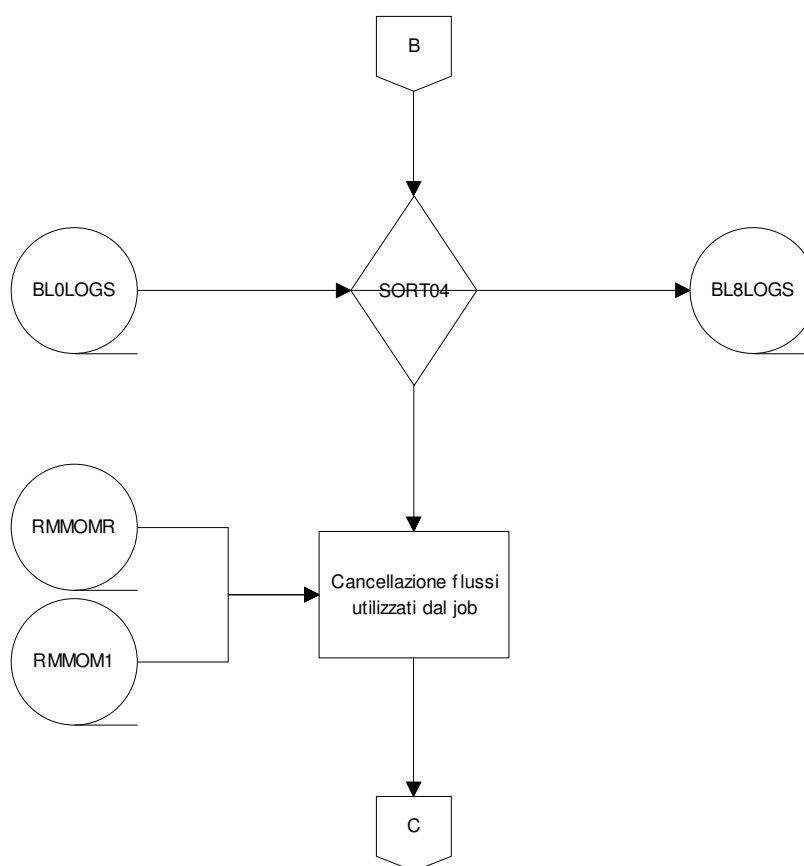 B
BL0LOGS
SORT04
BL8LOGS
RMMOMR
Cancellazione flussi
utilizzati dal job
RMMOM1
C